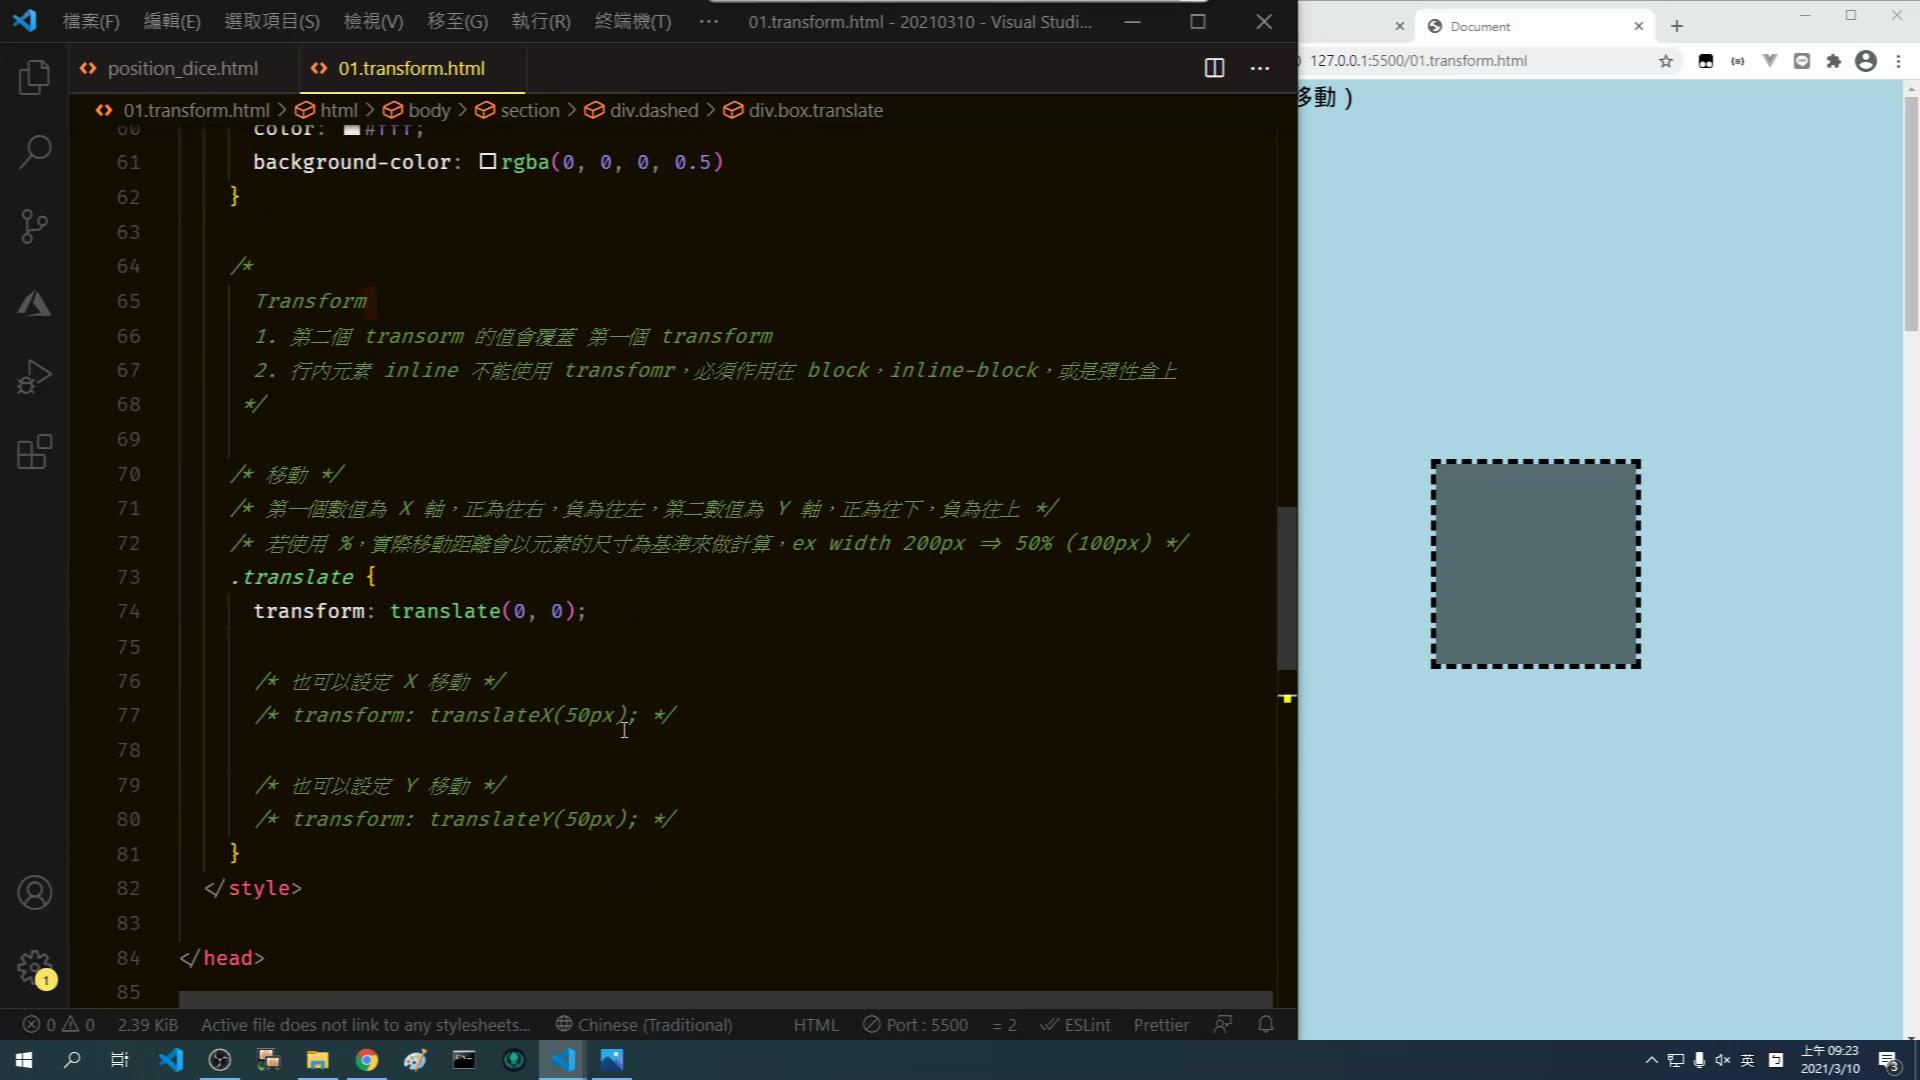 檔案(F) 編輯(E) 選取項目(S) 檢視(V) 移至(G) 執行(R) 終端機(T) ··· 01.transform.html - 20210310 - Visual Studi...
position_dice.html
01.transform.html
01.transform.html > html > body > section > div.dashed > div.box.translate
60 color: #fff;
61 background-color: rgba(0, 0, 0, 0.5)
62 }
63
64 /*
65 Transform
66 1. 第二個 transorm 的值會覆蓋 第一個 transform
67 2. 行內元素 inline 不能使用 transfomr，必須作用在 block，inline-block，或是彈性盒上
68 */
69
70 /* 移動 */
71 /* 第一個數值為 X 軸，正為往右，負為往左，第二數值為 Y 軸，正為往下，負為往上 */
72 /* 若使用 %，實際移動距離會以元素的尺寸為基準來做計算，ex width 200px => 50% (100px) */
73 .translate {
74 transform: translate(0, 0);
75
76 /* 也可以設定 X 移動 */
77 /* transform: translateX(50px); */
78
79 /* 也可以設定 Y 移動 */
80 /* transform: translateY(50px); */
81 }
82 </style>
83
84 </head>
85
1
0 0 2.39 KiB Active file does not link to any stylesheets... Chinese (Traditional) HTML Port : 5500 = 2 ESLint Prettier
Document
127.0.0.1:5500/01.transform.html
移動 )
英
上午 09:23
2021/3/10
3